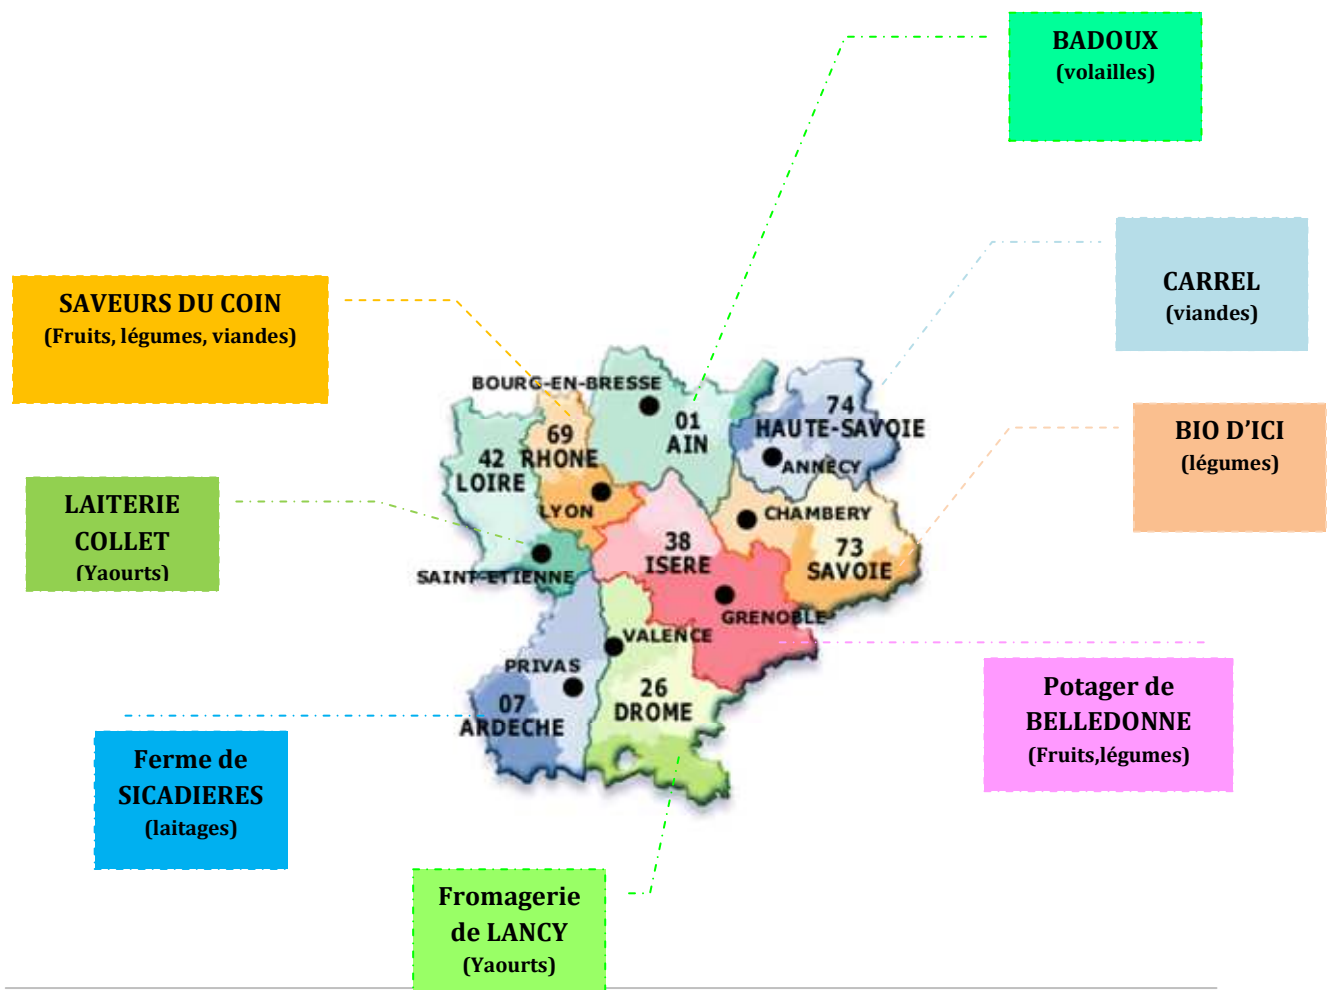 BADOUX
(volailles)
CARREL
(viandes)
SAVEURS DU COIN
(Fruits, légumes, viandes)
BIO D'ICI
(légumes)
LAITERIE
COLLET
(Yaourts)
BOURG-EN-BRESSE
01
AIN
74
HAUTE-SAVOIE
ANNECY
69
RHONE
LYON
42
LOIRE
SAINT-ETIENNE
CHAMBERY
73
SAVOIE
38
ISERE
GRENOBLE
VALENCE
PRIVAS
07
ARDECHE
26
DROME
Potager de
BELLEDONNE
(Fruits,légumes)
Ferme de
SICADIERES
(laitages)
Fromagerie
de LANCY
(Yaourts)